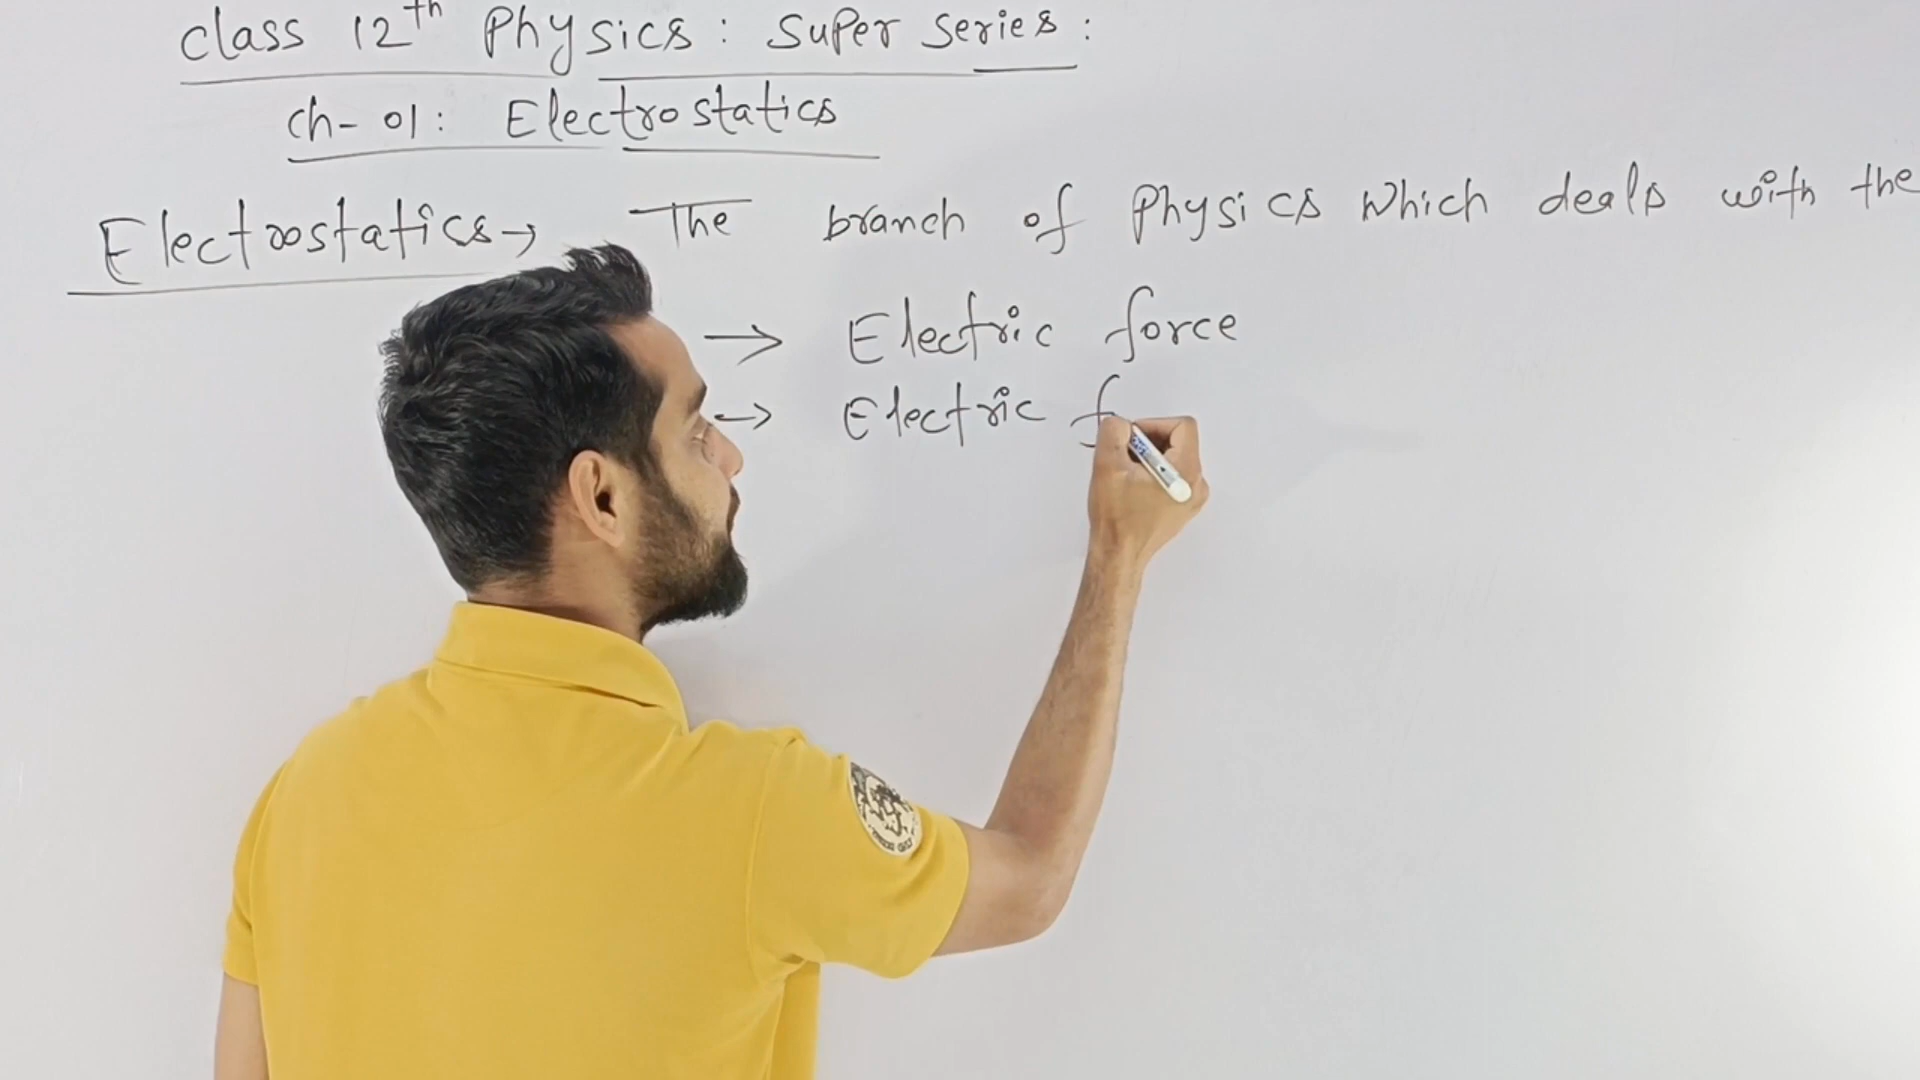 class 12th Physics : Super Series :
ch- 01 : Electrostatics
Electrostatics → The branch of Physics Which deals with the
→ Electric force
→ Electric f